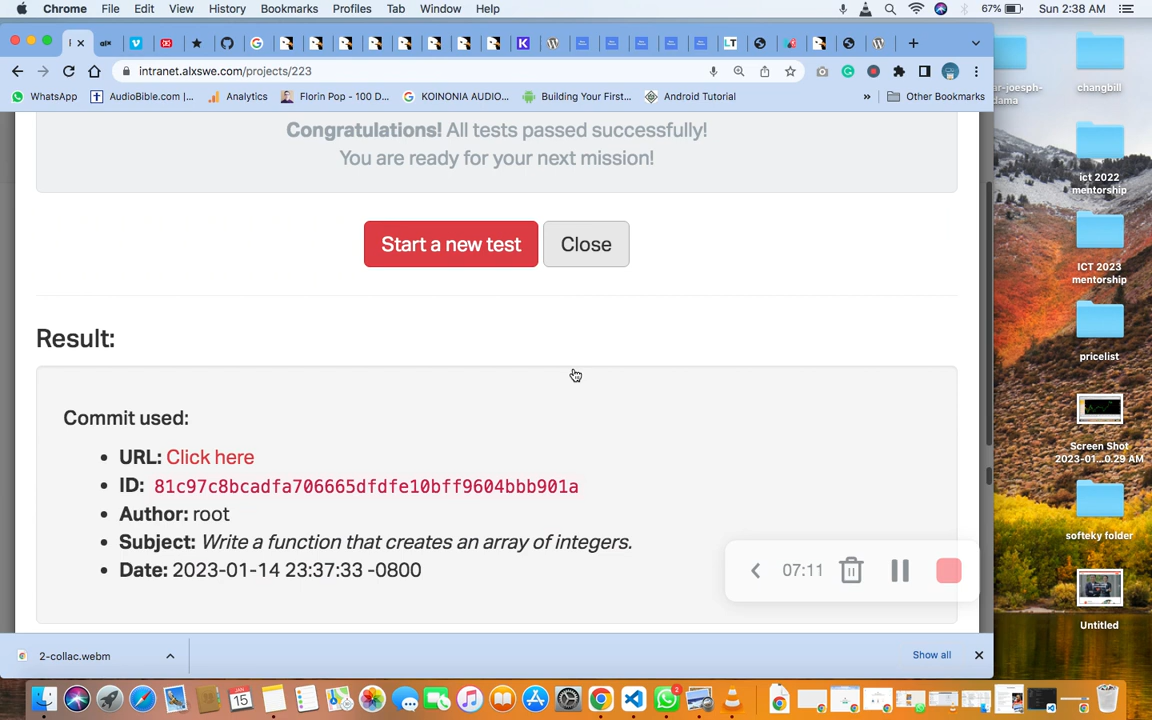 Chrome File Edit View History Bookmarks Profiles Tab Window Help 67% Sun 2:38 AM
intranet.alxswe.com/projects/223
WhatsApp AudioBible.com |... Analytics Florin Pop - 100 D... KOINONIA AUDIO... Building Your First... Android Tutorial » Other Bookmarks
Congratulations! All tests passed successfully!
You are ready for your next mission!
Start a new test Close
Result:
Commit used:
• URL: Click here
• ID: 81c97c8bcadfa706665dfdfe10bff9604bbb901a
• Author: root
• Subject: Write a function that creates an array of integers.
• Date: 2023-01-14 23:37:33 -0800
07:11
2-collac.webm
Show all
ar-joesph-
dama
changbill
ict 2022
mentorship
ICT 2023
mentorship
pricelist
Screen Shot
2023-01...0.29 AM
softeky folder
Untitled